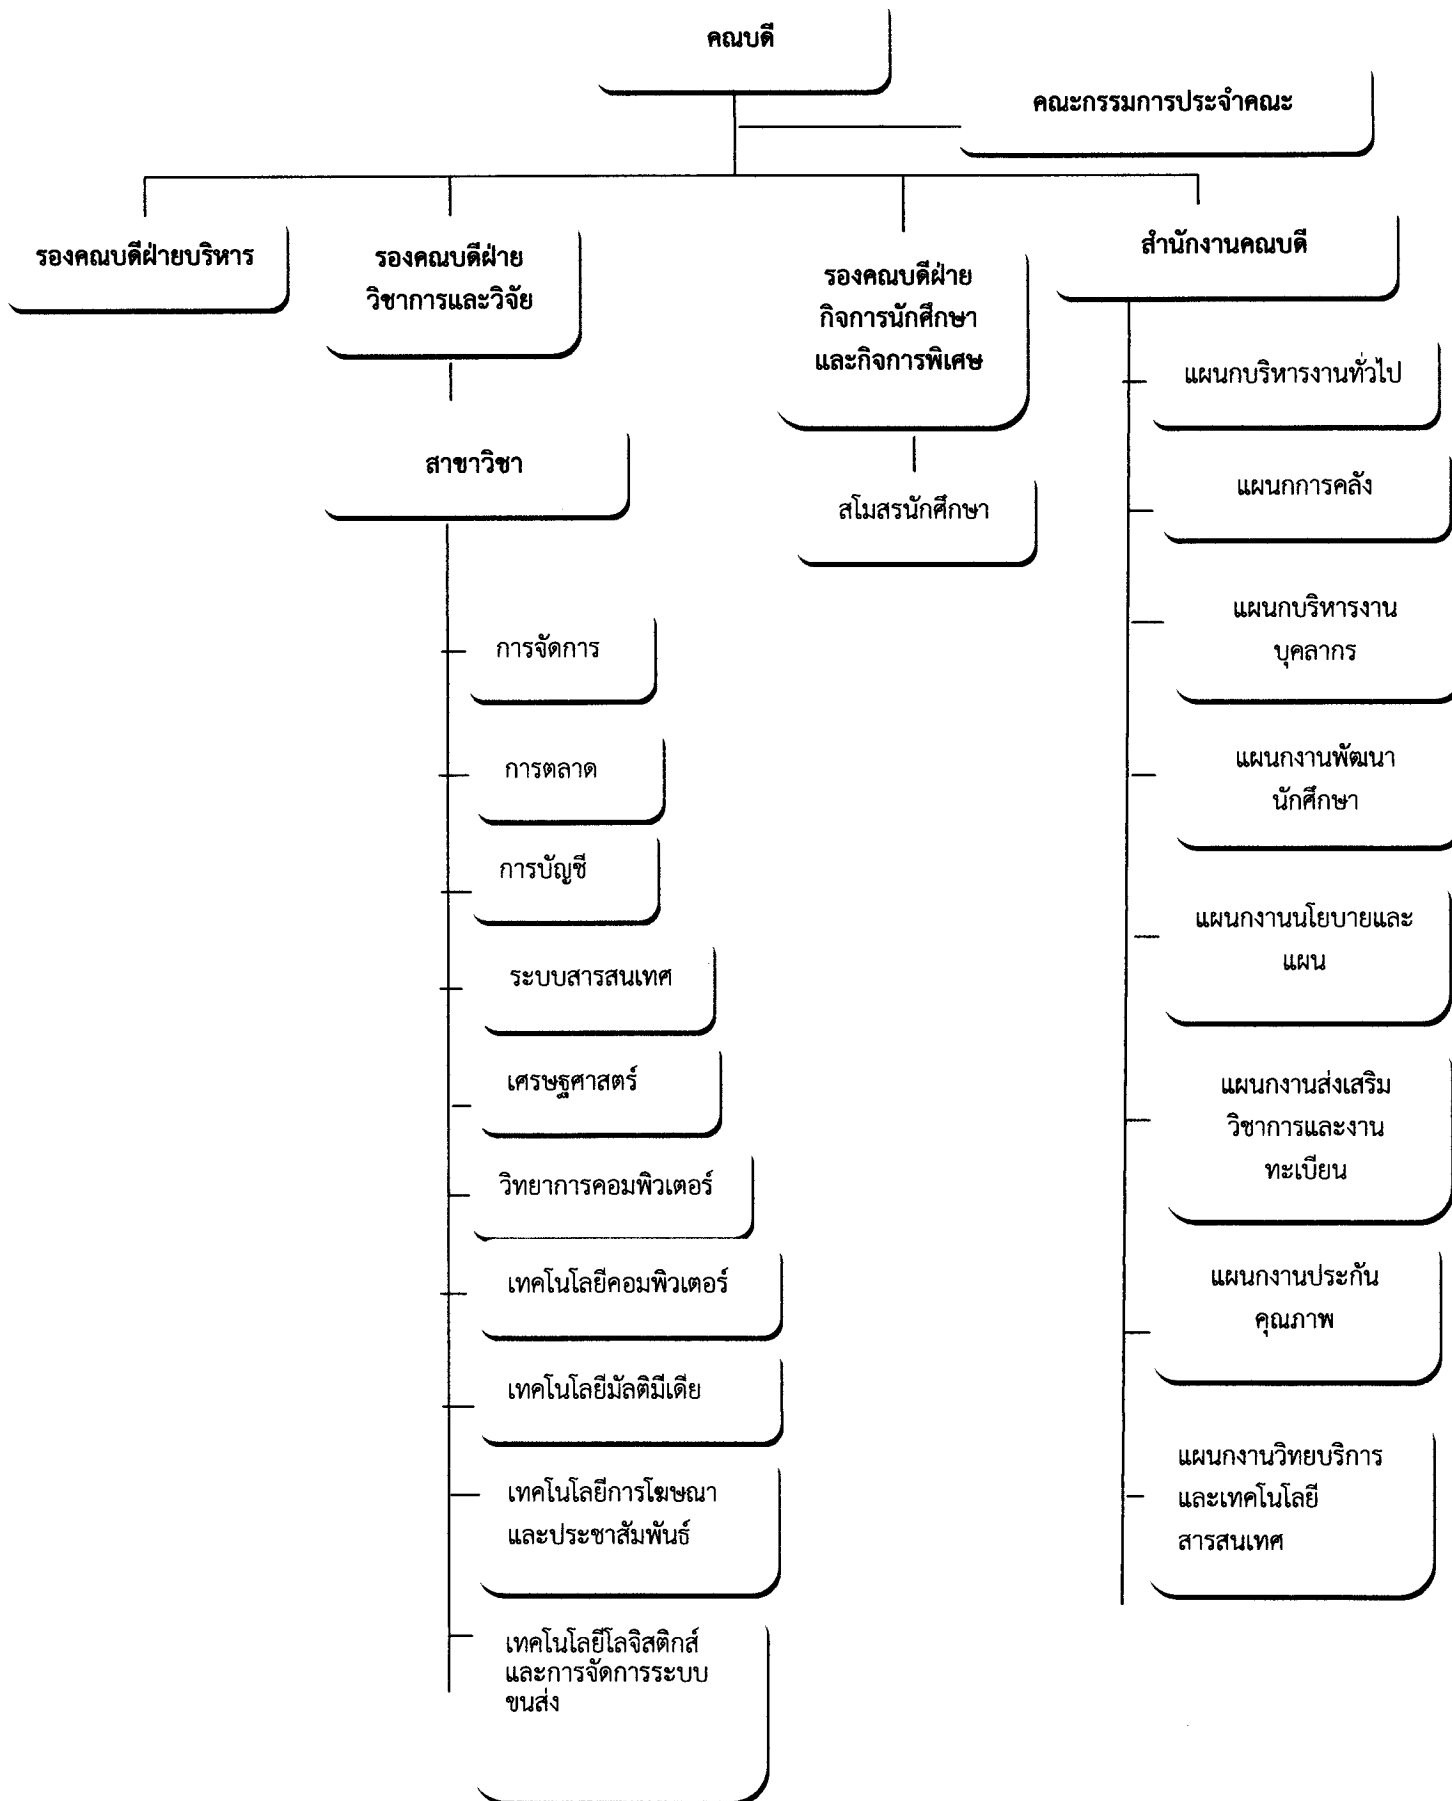 คณบดี
คณะกรรมการประจำคณะ
รองคณบดีฝ่ายบริหาร
รองคณบดีฝ่าย
วิชาการและวิจัย
รองคณบดีฝ่าย
กิจการนักศึกษา
และกิจการพิเศษ
สำนักงานคณบดี
สาขาวิชา
การจัดการ
การตลาด
การบัญชี
ระบบสารสนเทศ
เศรษฐศาสตร์
วิทยาการคอมพิวเตอร์
เทคโนโลยีคอมพิวเตอร์
เทคโนโลยีมัลติมีเดีย
เทคโนโลยีการโฆษณา
และประชาสัมพันธ์
เทคโนโลยีโลจิสติกส์
และการจัดการระบบ
ขนส่ง
สโมสรนักศึกษา
แผนกบริหารงานทั่วไป
แผนกการคลัง
แผนกบริหารงาน
บุคลากร
แผนกงานพัฒนา
นักศึกษา
แผนกงานนโยบายและ
แผน
แผนกงานส่งเสริม
วิชาการและงาน
ทะเบียน
แผนกงานประกัน
คุณภาพ
แผนกงานวิทยบริการ
และเทคโนโลยี
สารสนเทศ